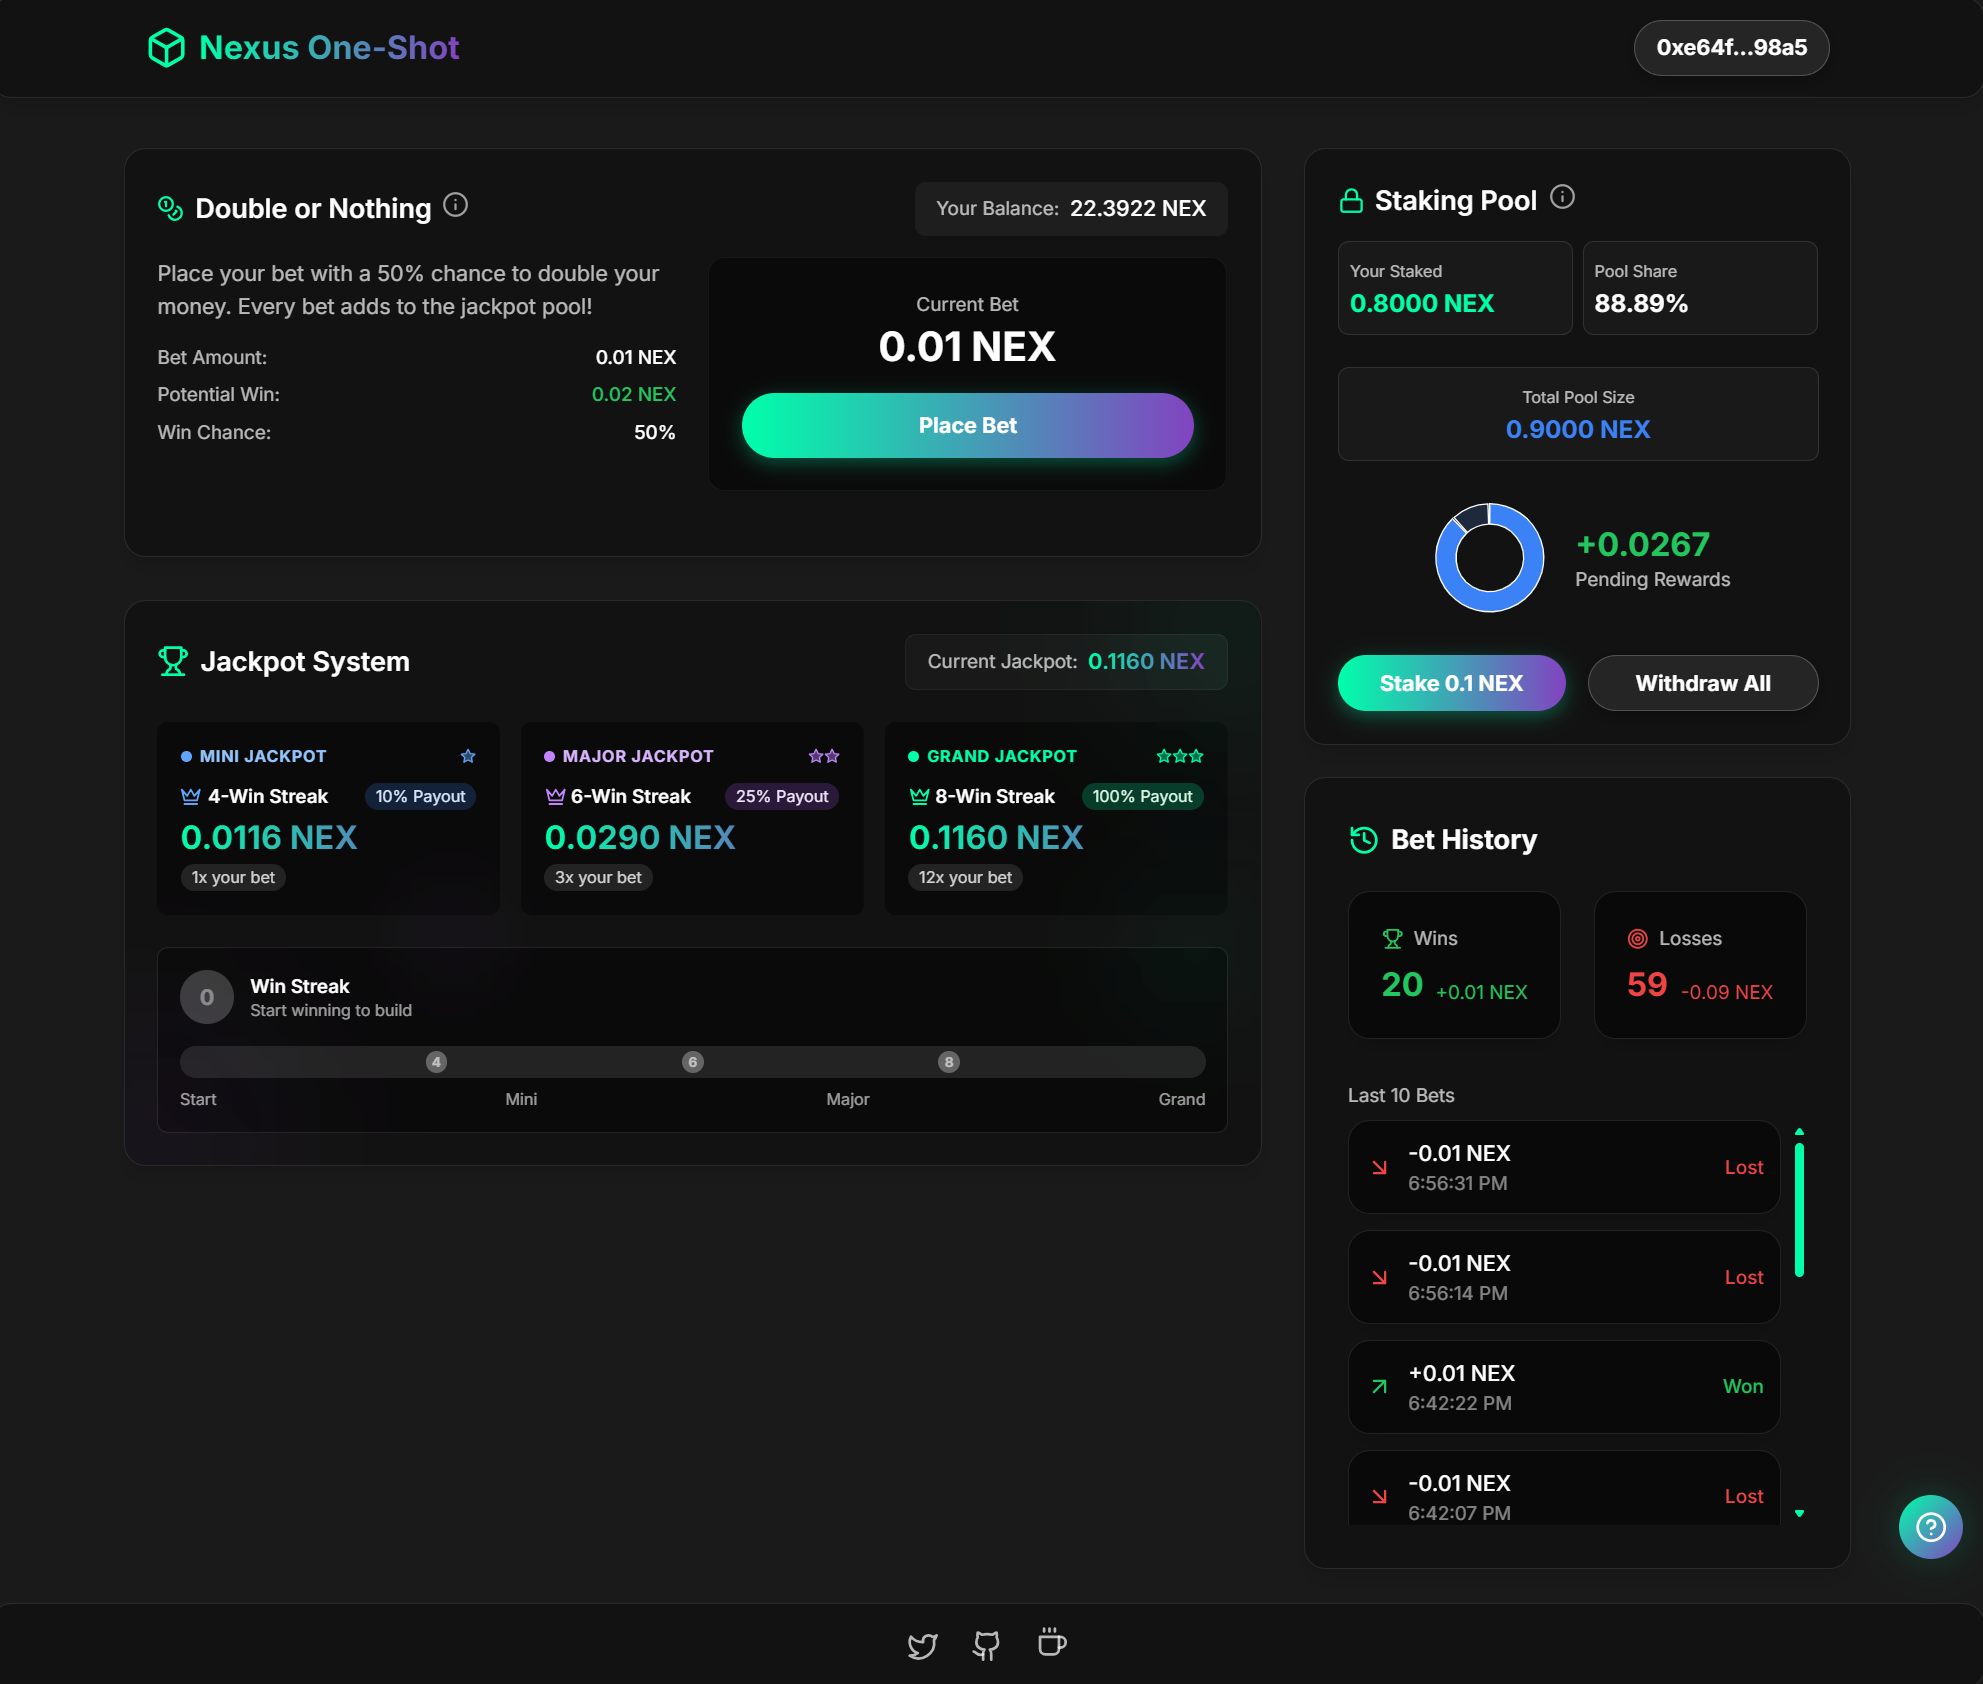 Nexus One-Shot
0xe64f...98a5
Double or Nothing
Your Balance: 22.3922 NEX
Place your bet with a 50% chance to double your
money. Every bet adds to the jackpot pool!
Bet Amount: 0.01 NEX
Potential Win: 0.02 NEX
Win Chance: 50%
Current Bet
0.01 NEX
Place Bet
Jackpot System
Current Jackpot: 0.1160 NEX
MINI JACKPOT
4-Win Streak 10% Payout
0.0116 NEX
1x your bet
MAJOR JACKPOT
6-Win Streak 25% Payout
0.0290 NEX
3x your bet
GRAND JACKPOT
8-Win Streak 100% Payout
0.1160 NEX
12x your bet
0
Win Streak
Start winning to build
4 6 8
Start Mini Major Grand
Staking Pool
Your Staked
0.8000 NEX
Pool Share
88.89%
Total Pool Size
0.9000 NEX
+0.0267
Pending Rewards
Stake 0.1 NEX
Withdraw All
Bet History
Wins
20 +0.01 NEX
Losses
59 -0.09 NEX
Last 10 Bets
-0.01 NEX
6:56:31 PM
Lost
-0.01 NEX
6:56:14 PM
Lost
+0.01 NEX
6:42:22 PM
Won
-0.01 NEX
6:42:07 PM
Lost